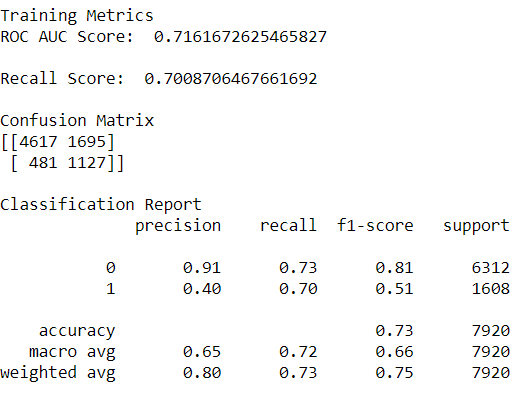 Training Metrics
ROC AUC Score:  0.7161672625465827

Recall Score:  0.7008706467661692

Confusion Matrix
[[4617 1695]
 [ 481 1127]]

Classification Report
              precision    recall  f1-score   support

           0       0.91      0.73      0.81      6312
           1       0.40      0.70      0.51      1608

    accuracy                           0.73      7920
   macro avg       0.65      0.72      0.66      7920
weighted avg       0.80      0.73      0.75      7920